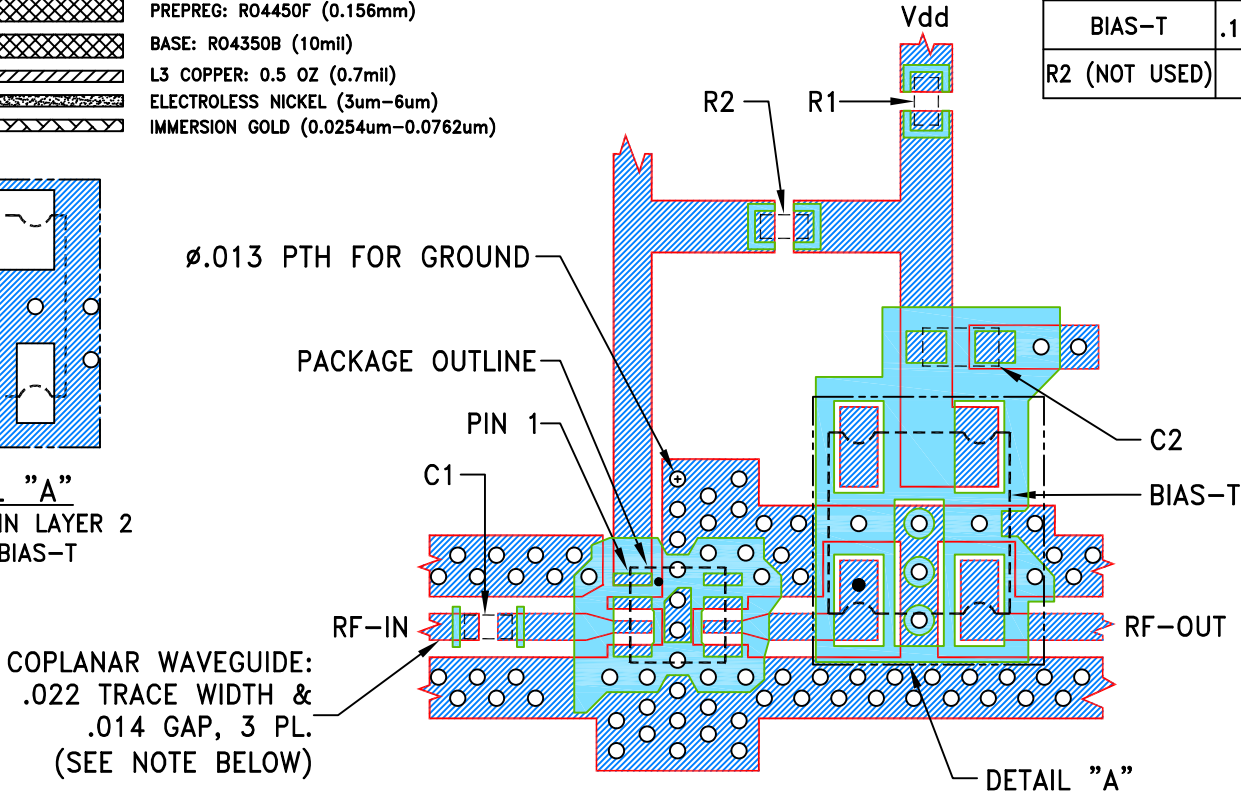 PREPREG: RO4450F (0.156mm)
BASE: RO4350B (10mil)
L3 COPPER: 0.5 OZ (0.7mil)
ELECTROLESS NICKEL (3um-6um)
IMMERSION GOLD (0.0254um-0.0762um)
Vdd
BIAS-T .1
R2 (NOT USED)
R2
R1
Ø.013 PTH FOR GROUND
PACKAGE OUTLINE
PIN 1
C1
C2
BIAS-T
"A"
IN LAYER 2
BIAS-T
RF-IN
RF-OUT
COPLANAR WAVEGUIDE:
.022 TRACE WIDTH &
.014 GAP, 3 PL.
(SEE NOTE BELOW)
DETAIL "A"